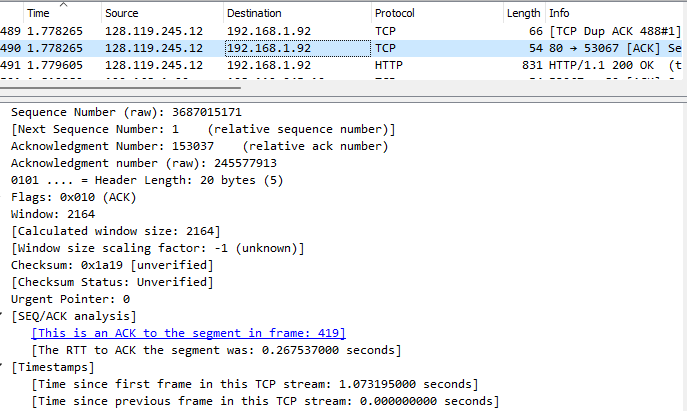 Time Source Destination Protocol Length Info
489 1.778265 128.119.245.12 192.168.1.92 TCP 66 [TCP Dup ACK 488#1]
490 1.778265 128.119.245.12 192.168.1.92 TCP 54 80 → 53067 [ACK] Se
491 1.779605 128.119.245.12 192.168.1.92 HTTP 831 HTTP/1.1 200 OK (t
Sequence Number (raw): 3687015171
[Next Sequence Number: 1 (relative sequence number)]
Acknowledgment Number: 153037 (relative ack number)
Acknowledgment number (raw): 245577913
0101 .... = Header Length: 20 bytes (5)
Flags: 0x010 (ACK)
Window: 2164
[Calculated window size: 2164]
[Window size scaling factor: -1 (unknown)]
Checksum: 0x1a19 [unverified]
[Checksum Status: Unverified]
Urgent Pointer: 0
[SEQ/ACK analysis]
[This is an ACK to the segment in frame: 419]
[The RTT to ACK the segment was: 0.267537000 seconds]
[Timestamps]
[Time since first frame in this TCP stream: 1.073195000 seconds]
[Time since previous frame in this TCP stream: 0.000000000 seconds]